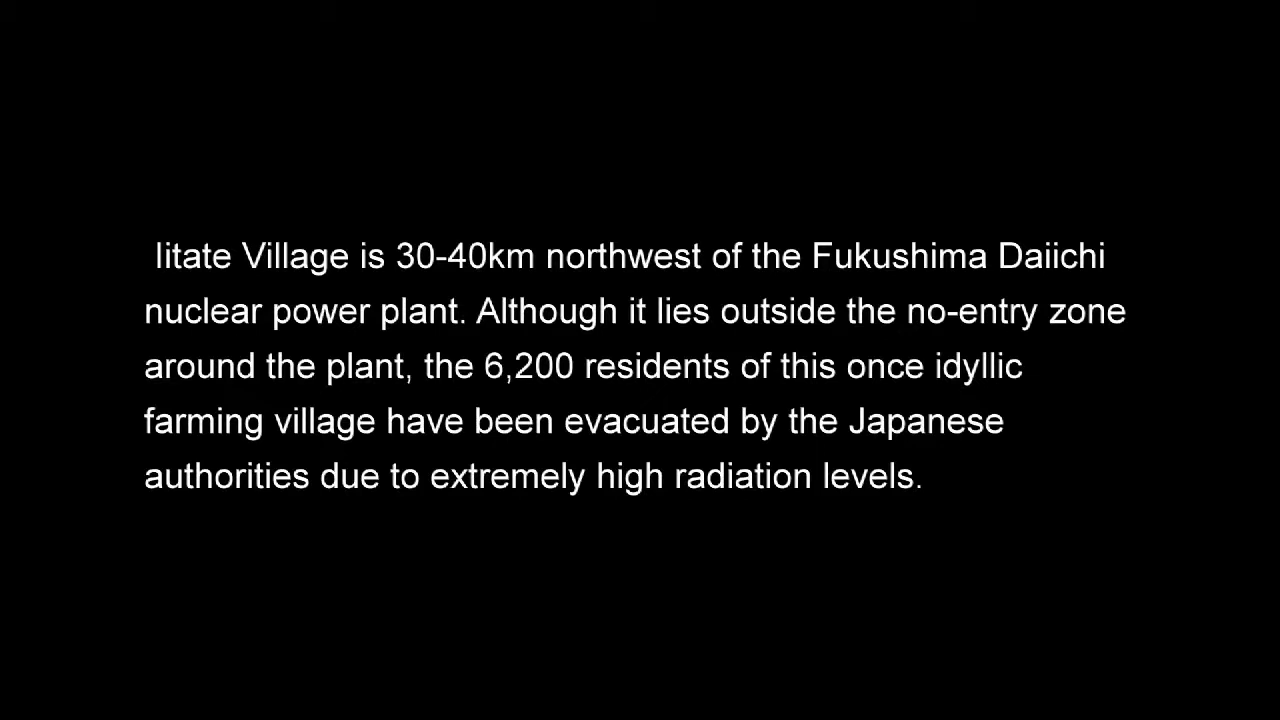 Iitate Village is 30-40km northwest of the Fukushima Daiichi
nuclear power plant. Although it lies outside the no-entry zone
around the plant, the 6,200 residents of this once idyllic
farming village have been evacuated by the Japanese
authorities due to extremely high radiation levels.